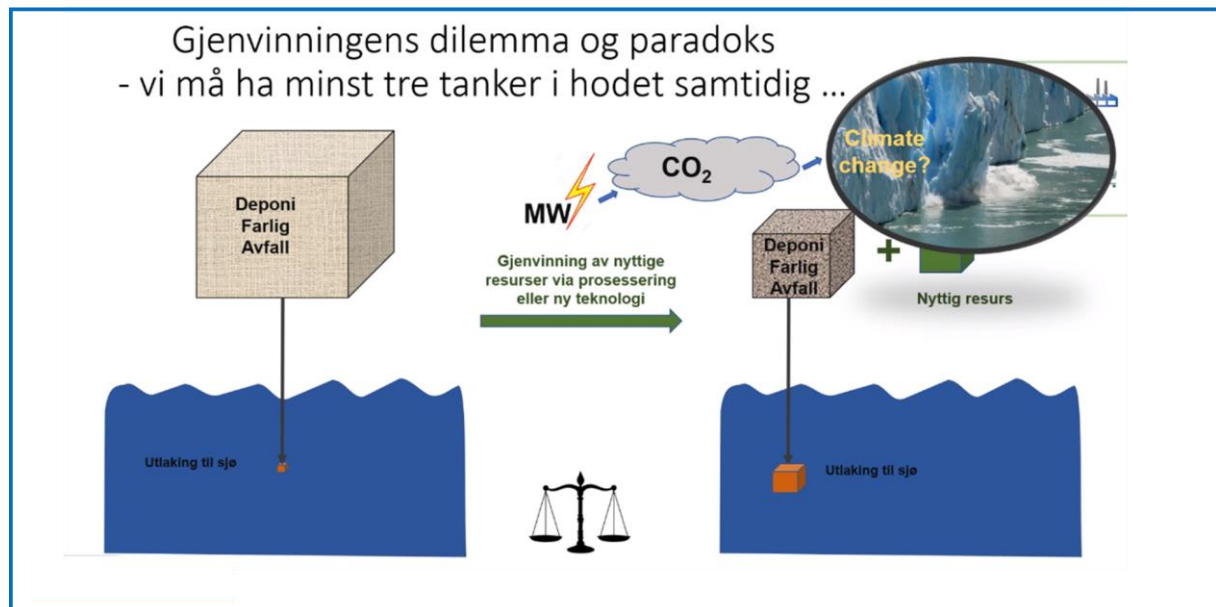 Gjenvinningens dilemma og paradoks
- vi må ha minst tre tanker i hodet samtidig ...
Deponi
Farlig
Avfall
MW
CO₂
Climate
change?
Gjenvinning av nyttige
resurser via prosessering
eller ny teknologi
Deponi
Farlig
Avfall
+
Nyttig resurs
Utlaking til sjø
Utlaking til sjø